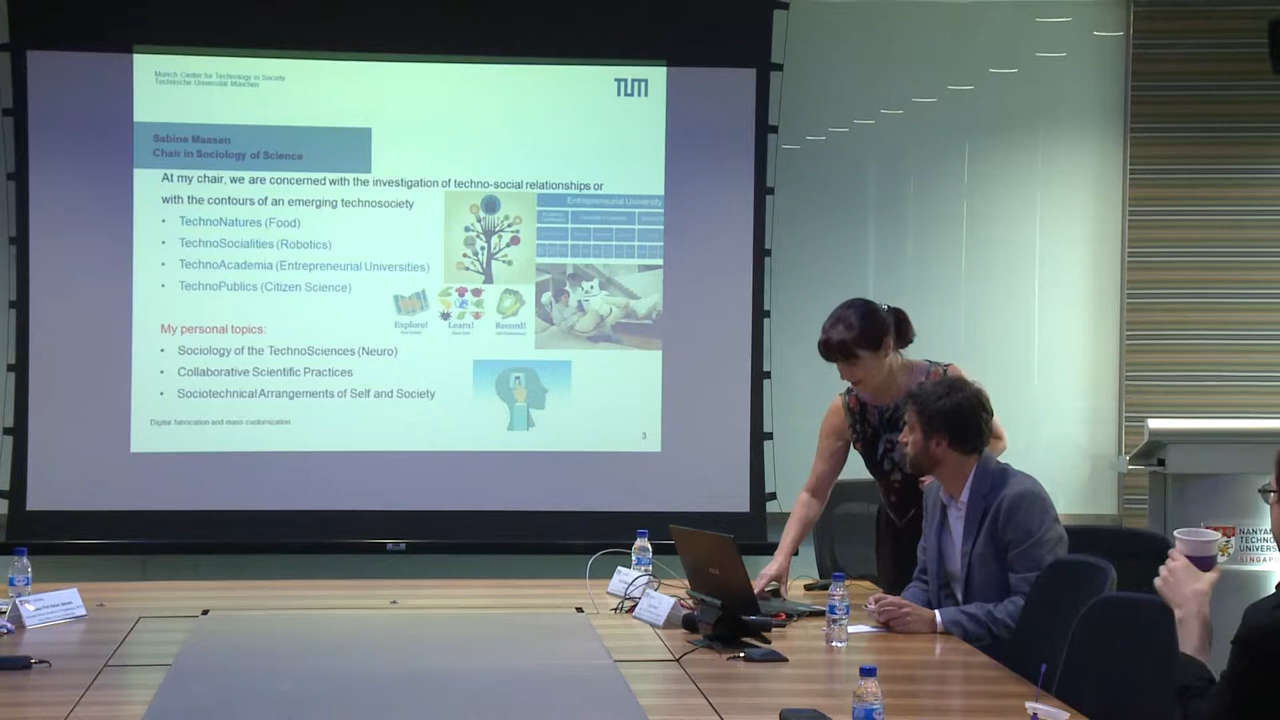 Munich Center for Technology in Society
Technische Universität München
TUM
Sabine Maasen
Chair in Sociology of Science
At my chair, we are concerned with the investigation of techno-social relationships or
with the contours of an emerging technosociety
• TechnoNatures (Food)
• TechnoSocialities (Robotics)
• TechnoAcademia (Entrepreneurial Universities)
• TechnoPublics (Citizen Science)
Entrepreneurial University
Explore!
Learn!
Record!
My personal topics:
• Sociology of the TechnoSciences (Neuro)
• Collaborative Scientific Practices
• Sociotechnical Arrangements of Self and Society
Digital fabrication and mass customization
3
NANYA
TECHNO
UNIVERS
SINGAPO